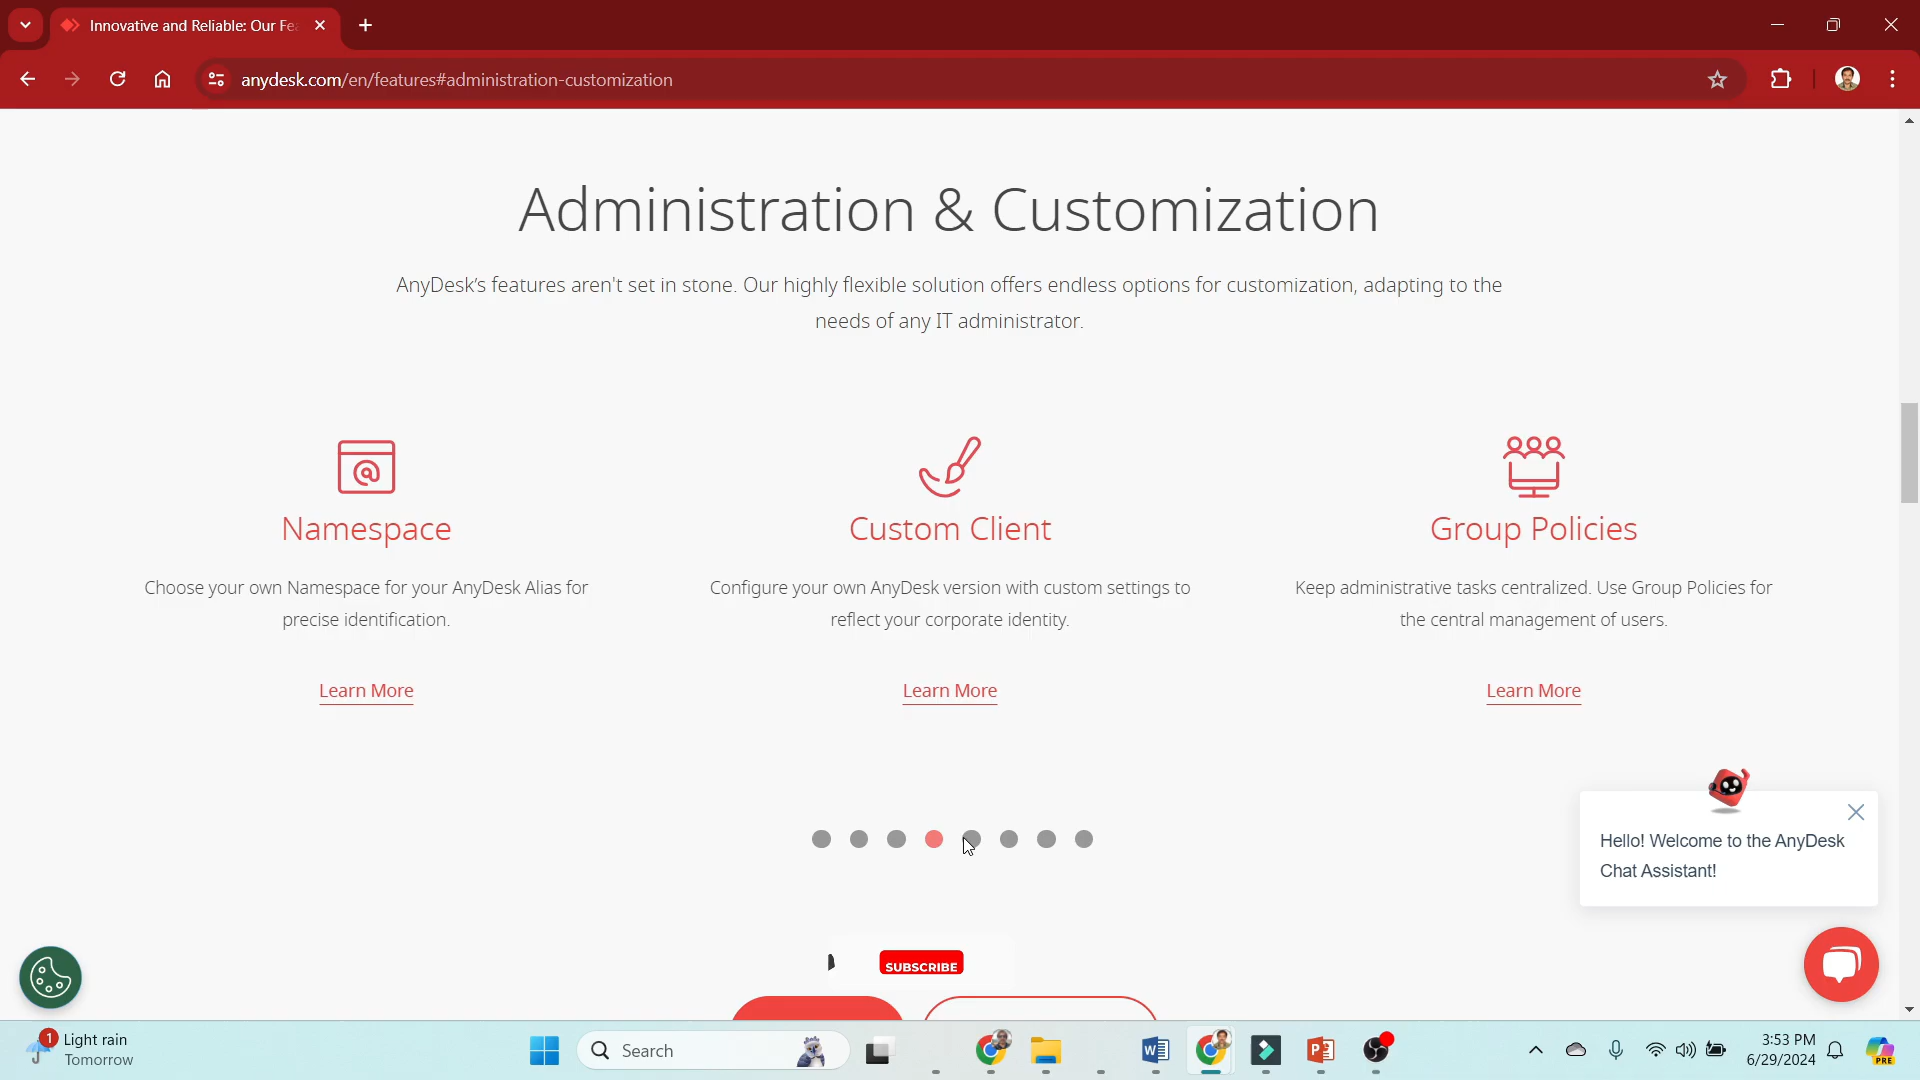 Innovative and Reliable: Our Fe
anydesk.com/en/features#administration-customization
Administration & Customization
AnyDesk's features aren't set in stone. Our highly flexible solution offers endless options for customization, adapting to the
needs of any IT administrator.
Namespace
Choose your own Namespace for your AnyDesk Alias for
precise identification.
Learn More
Custom Client
Configure your own AnyDesk version with custom settings to
reflect your corporate identity.
Learn More
Group Policies
Keep administrative tasks centralized. Use Group Policies for
the central management of users.
Learn More
Hello! Welcome to the AnyDesk
Chat Assistant!
SUBSCRIBE
1
Light rain
Tomorrow
Search
3:53 PM
6/29/2024
PRE